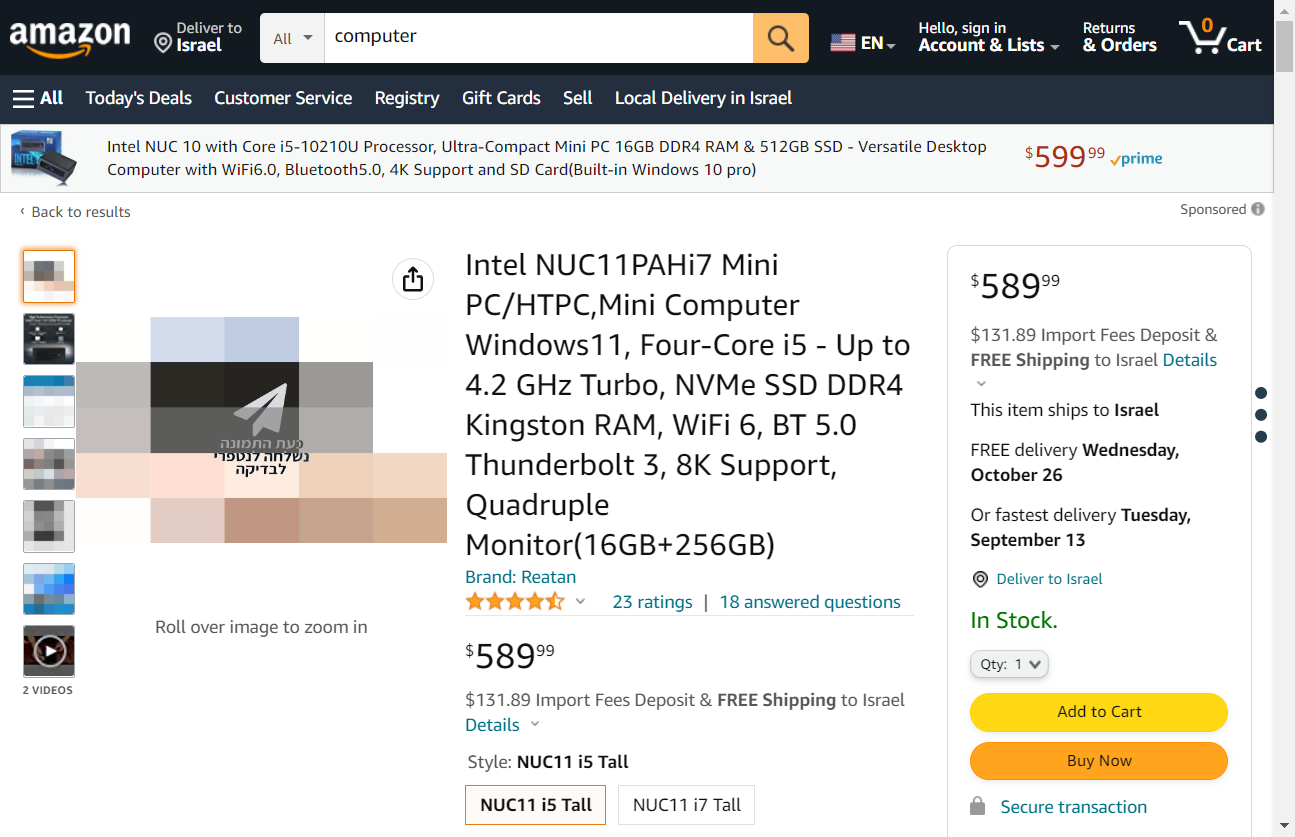 amazon
Deliver to
Israel
All
computer
EN
Hello, sign in
Account & Lists
Returns
& Orders
0
Cart
All
Today's Deals
Customer Service
Registry
Gift Cards
Sell
Local Delivery in Israel
Intel NUC 10 with Core i5-10210U Processor, Ultra-Compact Mini PC 16GB DDR4 RAM & 512GB SSD - Versatile Desktop
Computer with WiFi6.0, Bluetooth5.0, 4K Support and SD Card(Built-in Windows 10 pro)
$599 99 prime
‹ Back to results
Sponsored
כעת התמונה
נשלחה לנטפרי
לבדיקה
Roll over image to zoom in
2 VIDEOS
Intel NUC11PAHi7 Mini
PC/HTPC,Mini Computer
Windows11, Four-Core i5 - Up to
4.2 GHz Turbo, NVMe SSD DDR4
Kingston RAM, WiFi 6, BT 5.0
Thunderbolt 3, 8K Support,
Quadruple
Monitor(16GB+256GB)
Brand: Reatan
23 ratings | 18 answered questions
$589 99
$131.89 Import Fees Deposit & FREE Shipping to Israel
Details
Style: NUC11 i5 Tall
NUC11 i5 Tall
NUC11 i7 Tall
$589 99
$131.89 Import Fees Deposit &
FREE Shipping to Israel Details
This item ships to Israel
FREE delivery Wednesday,
October 26
Or fastest delivery Tuesday,
September 13
Deliver to Israel
In Stock.
Qty: 1
Add to Cart
Buy Now
Secure transaction